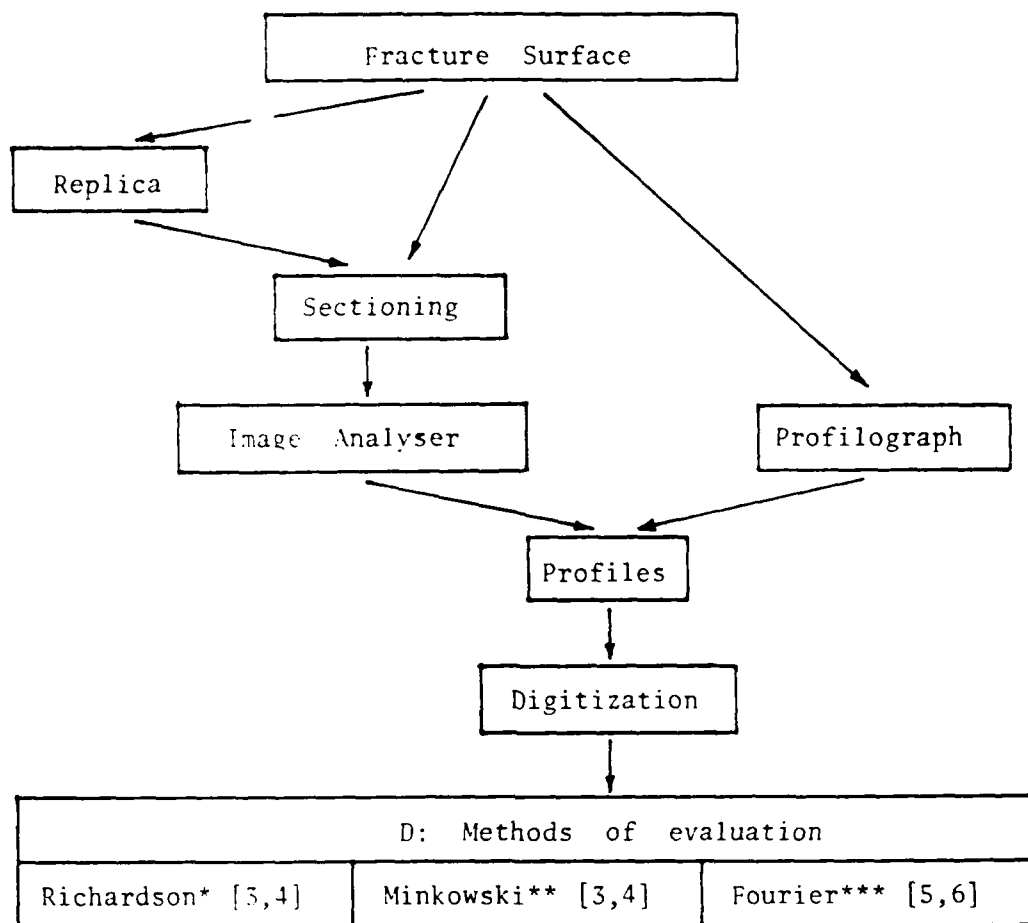 Fracture Surface
Replica
Sectioning
Image Analyser
Profilograph
Profiles
Digitization
D: Methods of evaluation
Richardson* [3,4]
Minkowski** [3,4]
Fourier*** [5,6]